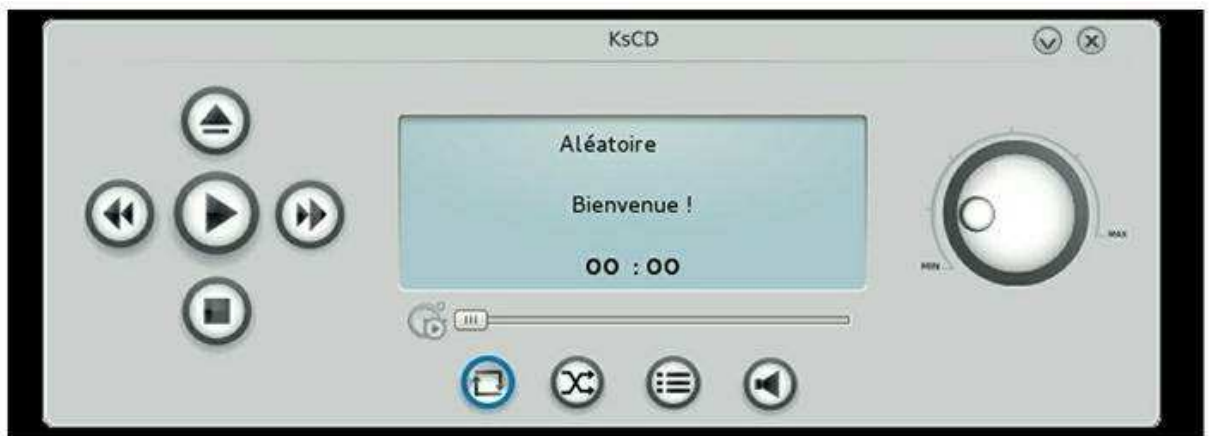 KsCD
Aléatoire
Bienvenue !
00 : 00
MIN
MAX